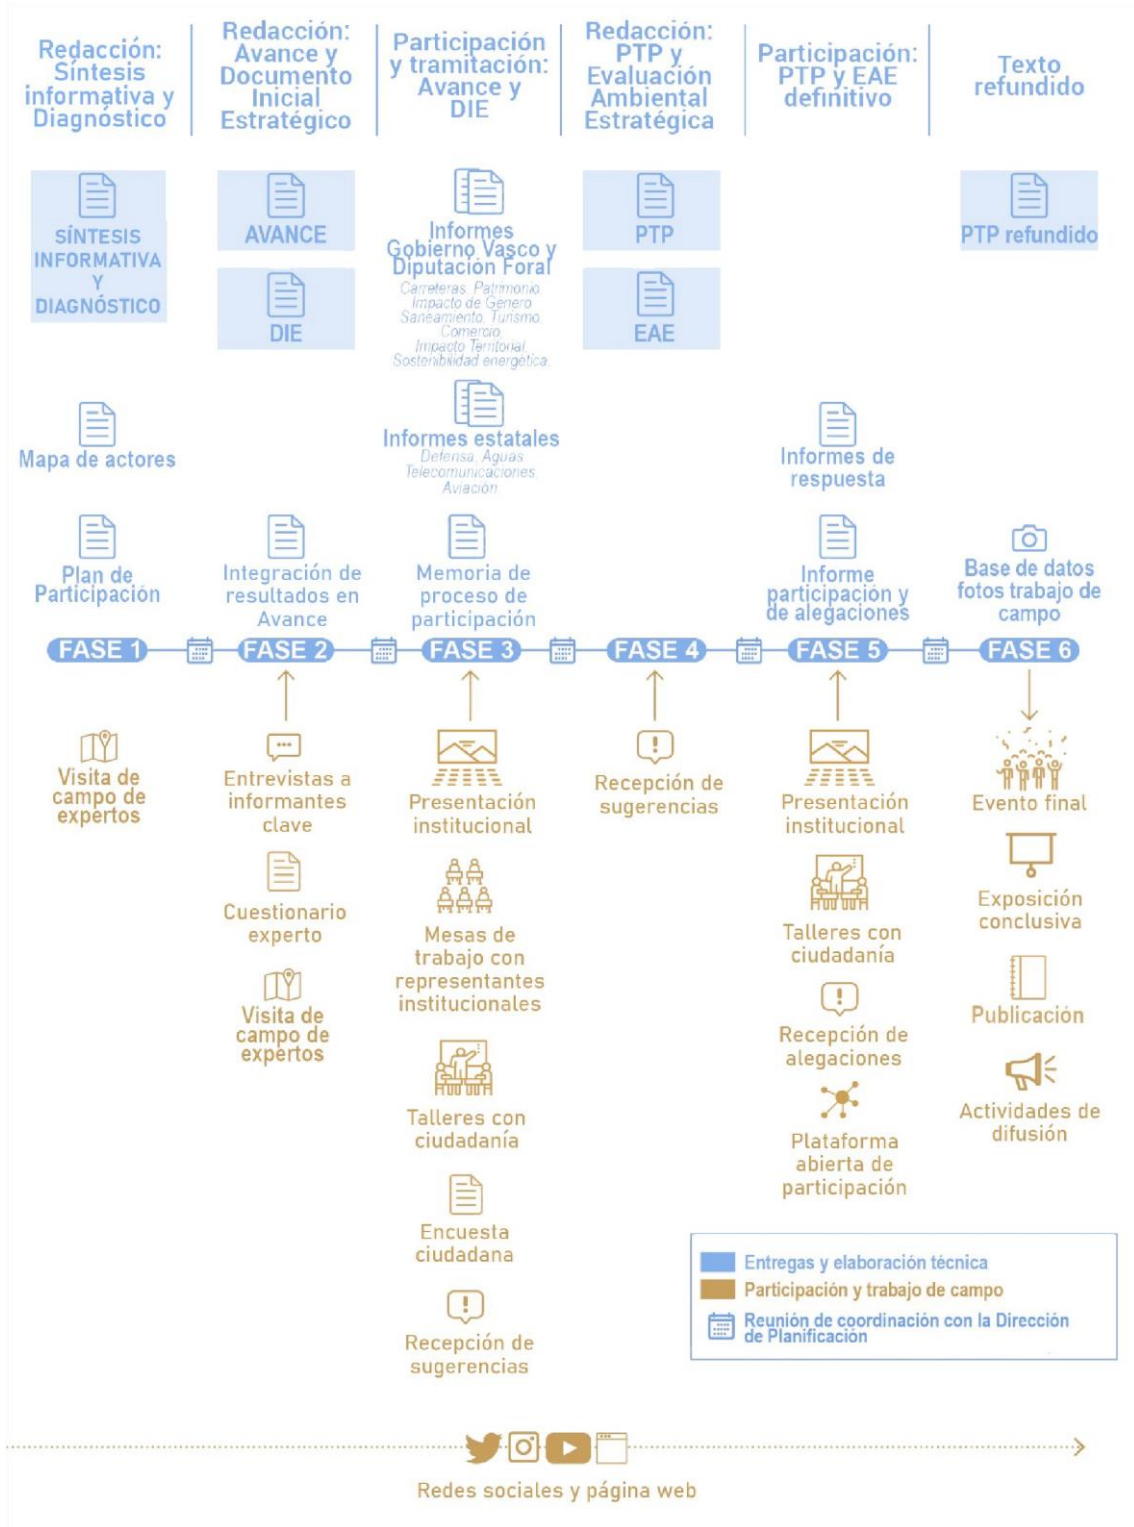 Redacción:
Síntesis
informativa y
Diagnóstico
Redacción:
Avance y
Documento
Inicial
Estratégico
Participación
y tramitación:
Avance y
DIE
Redacción:
PTP y
Evaluación
Ambiental
Estratégica
Participación:
PTP y EAE
definitivo
Texto
refundido
SÍNTESIS
INFORMATIVA
Y
DIAGNÓSTICO
AVANCE
DIE
Informes
Gobierno Vasco y
Diputación Foral
Carreteras, Patrimonio
Impacto de Género
Saneamiento, Turismo
Comercio
Impacto Territorial,
Sostenibilidad energética,
PTP
EAE
PTP refundido
Mapa de actores
Informes estatales
Defensa, Aguas
Telecomunicaciones,
Aviación
Informes de
respuesta
Plan de
Participación
Integración de
resultados en
Avance
Memoria de
proceso de
participación
Informe
participación y
de alegaciones
Base de datos
fotos trabajo de
campo
FASE 1
FASE 2
FASE 3
FASE 4
FASE 5
FASE 6
Visita de
campo de
expertos
Entrevistas a
informantes
clave
Cuestionario
experto
Visita de
campo de
expertos
Presentación
institucional
Mesas de
trabajo con
representantes
institucionales
Talleres con
ciudadanía
Encuesta
ciudadana
Recepción de
sugerencias
Recepción de
sugerencias
Presentación
institucional
Talleres con
ciudadanía
Recepción de
alegaciones
Plataforma
abierta de
participación
Evento final
Exposición
conclusiva
Publicación
Actividades de
difusión
Entregas y elaboración técnica
Participación y trabajo de campo
Reunión de coordinación con la Dirección
de Planificación
Redes sociales y página web